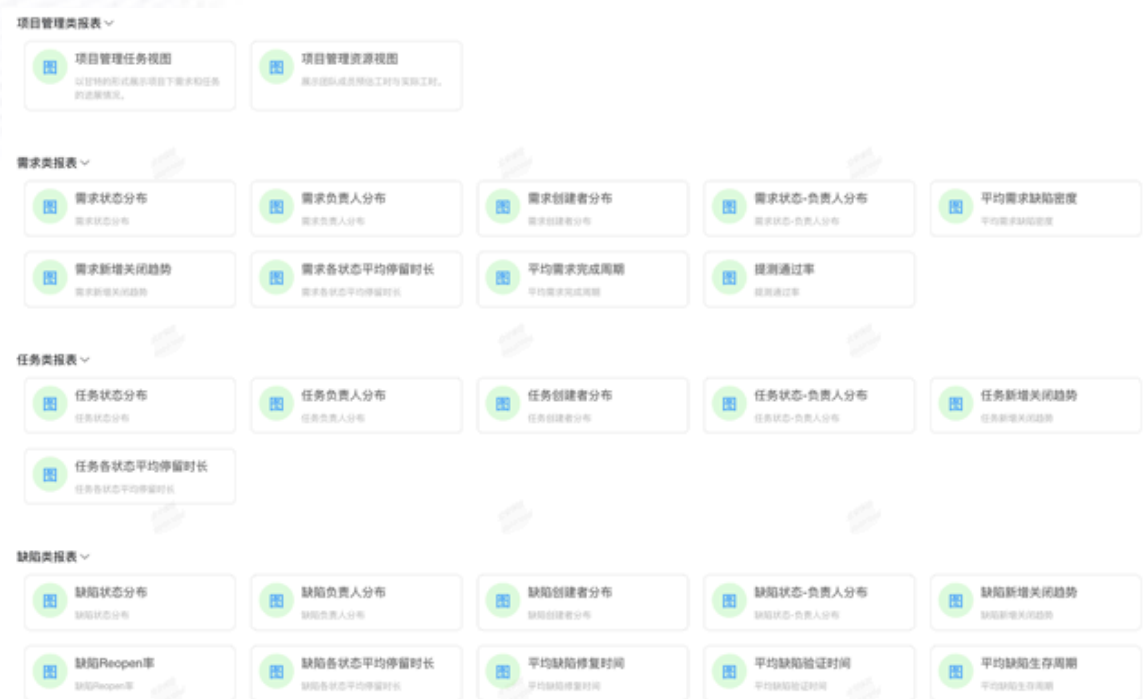 项目管理类报表
图
项目管理任务视图
以甘特的形式展示项目下需求和任务
的进展情况。
图
项目管理资源视图
展示团队成员预估工时与实际工时。
需求类报表
图
需求状态分布
需求状态分布
图
需求负责人分布
需求负责人分布
图
需求创建者分布
需求创建者分布
图
需求状态-负责人分布
需求状态-负责人分布
图
平均需求缺陷密度
平均需求缺陷密度
图
需求新增关闭趋势
需求新增关闭趋势
图
需求各状态平均停留时长
需求各状态平均停留时长
图
平均需求完成周期
平均需求完成周期
图
提测通过率
提测通过率
任务类报表
图
任务状态分布
任务状态分布
图
任务负责人分布
任务负责人分布
图
任务创建者分布
任务创建者分布
图
任务状态-负责人分布
任务状态-负责人分布
图
任务新增关闭趋势
任务新增关闭趋势
图
任务各状态平均停留时长
任务各状态平均停留时长
缺陷类报表
图
缺陷状态分布
缺陷状态分布
图
缺陷负责人分布
缺陷负责人分布
图
缺陷创建者分布
缺陷创建者分布
图
缺陷状态-负责人分布
缺陷状态-负责人分布
图
缺陷新增关闭趋势
缺陷新增关闭趋势
图
缺陷Reopen率
缺陷Reopen率
图
缺陷各状态平均停留时长
缺陷各状态平均停留时长
图
平均缺陷修复时间
平均缺陷修复时间
图
平均缺陷验证时间
平均缺陷验证时间
图
平均缺陷生存周期
平均缺陷生存周期